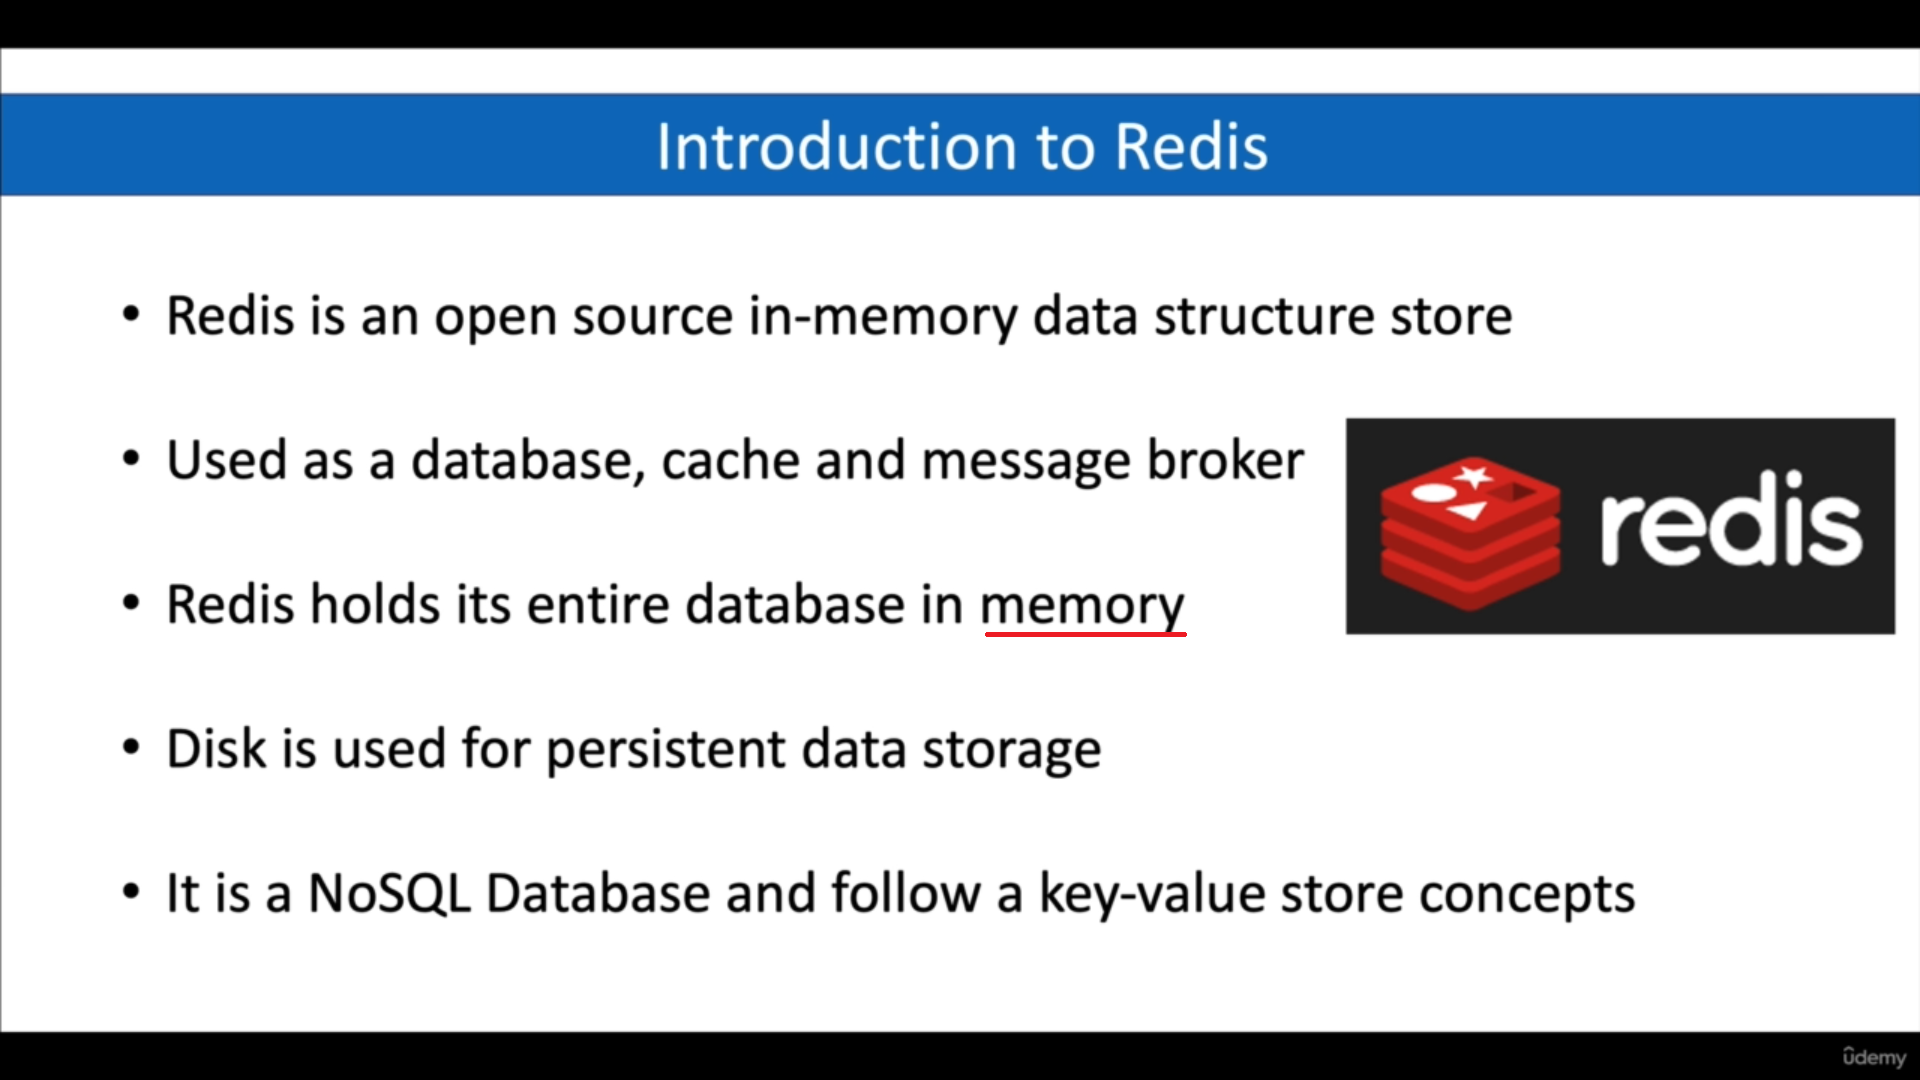 Introduction to Redis
• Redis is an open source in-memory data structure store
• Used as a database, cache and message broker
redis
• Redis holds its entire database in memory
• Disk is used for persistent data storage
• It is a NoSQL Database and follow a key-value store concepts
ûdemy